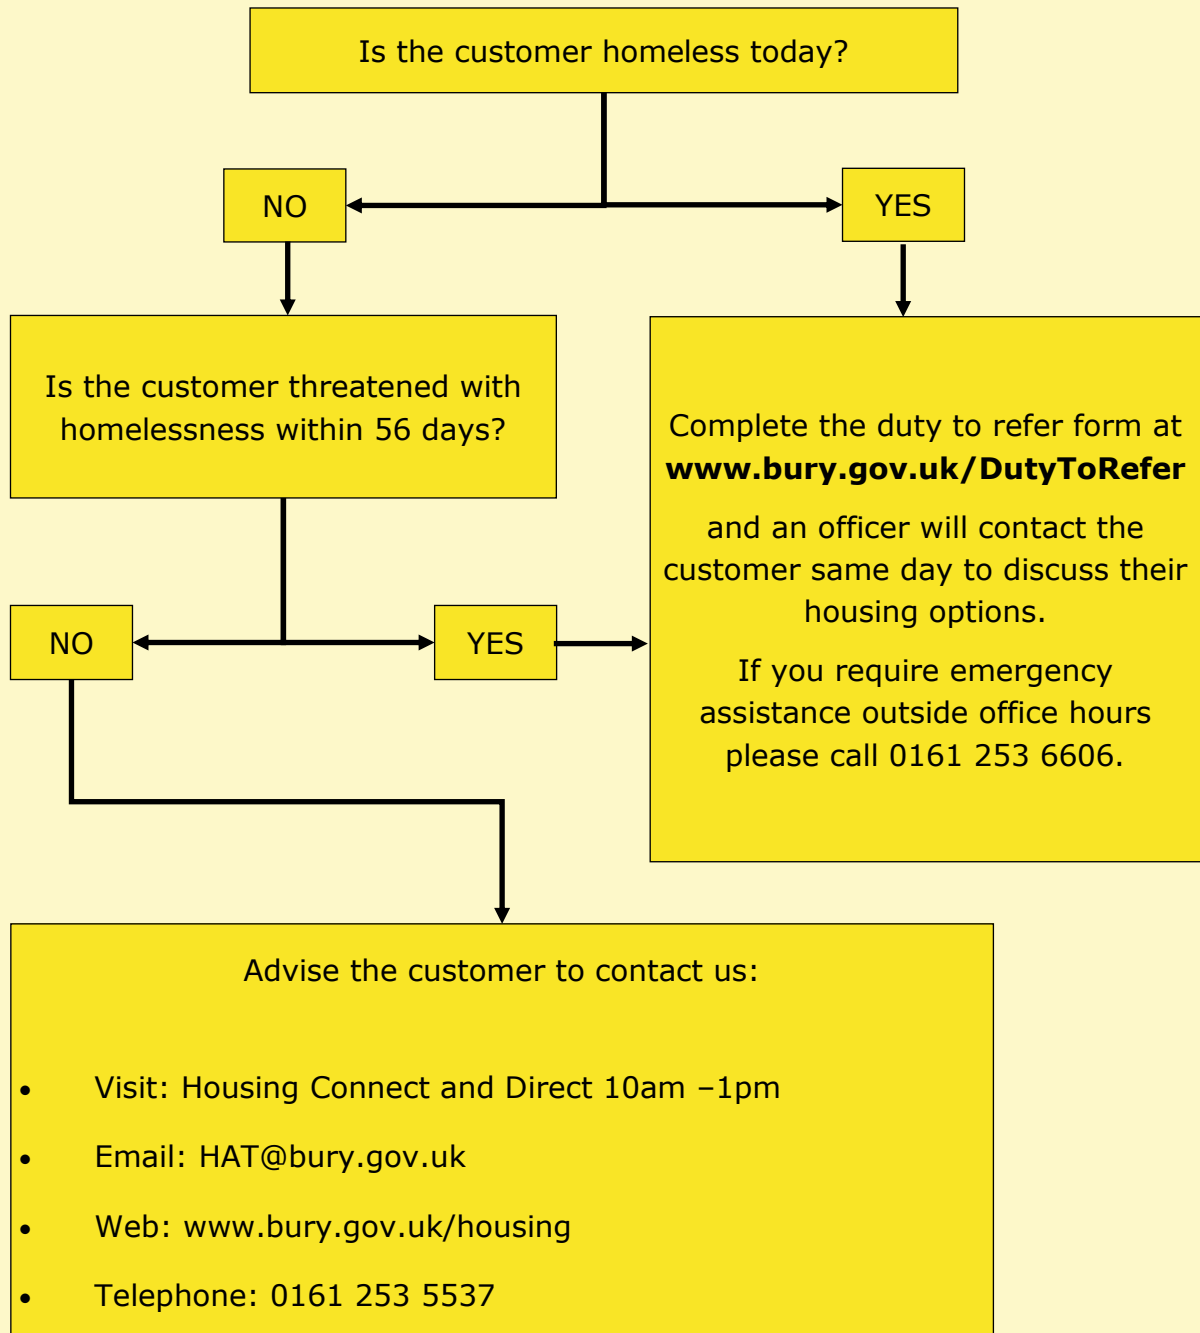 Is the customer homeless today?
NO
YES
Is the customer threatened with
homelessness within 56 days?
Complete the duty to refer form at
www.bury.gov.uk/DutyToRefer
and an officer will contact the
customer same day to discuss their
housing options.
If you require emergency
assistance outside office hours
please call 0161 253 6606.
NO
YES
Advise the customer to contact us:
• Visit: Housing Connect and Direct 10am –1pm
• Email: HAT@bury.gov.uk
• Web: www.bury.gov.uk/housing
• Telephone: 0161 253 5537